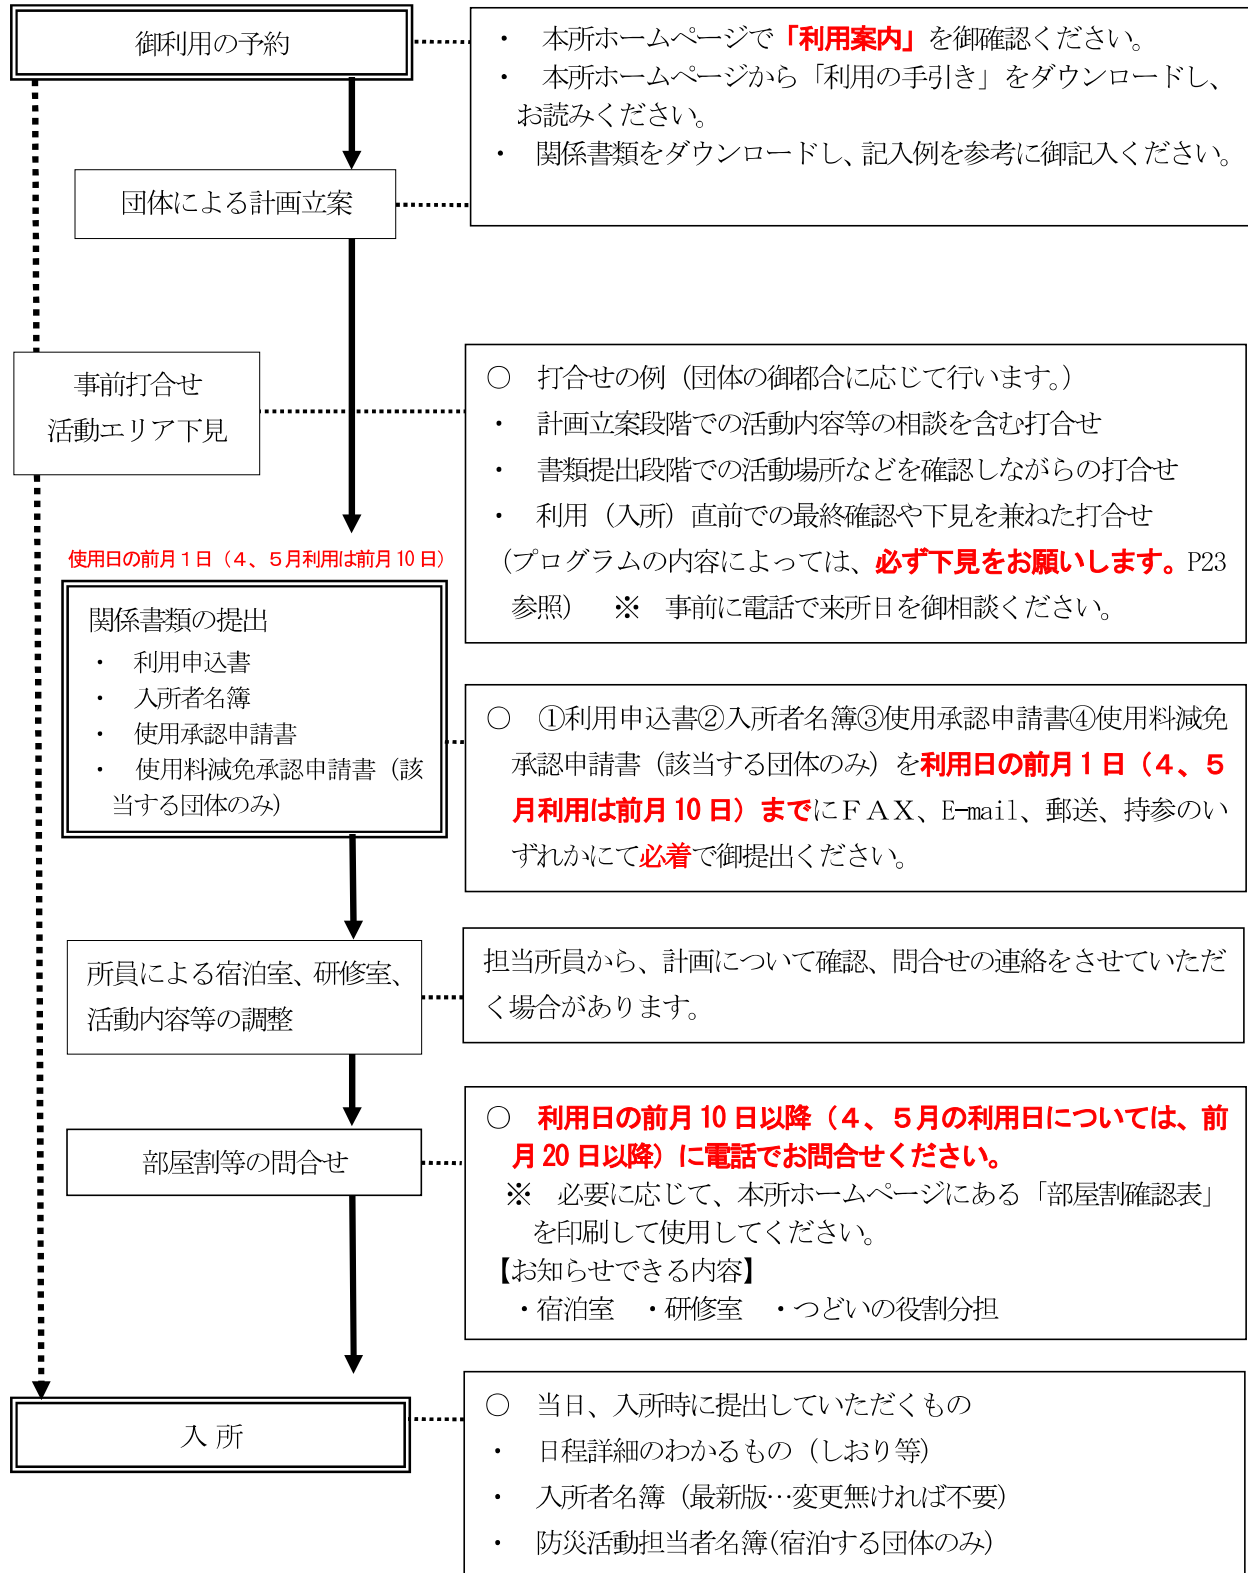 御利用の予約
・　本所ホームページで「利用案内」を御確認ください。
・　本所ホームページから「利用の手引き」をダウンロードし、
お読みください。
・　関係書類をダウンロードし、記入例を参考に御記入ください。
団体による計画立案
事前打合せ
活動エリア下見
○　打合せの例（団体の御都合に応じて行います。）
・　計画立案段階での活動内容等の相談を含む打合せ
・　書類提出段階での活動場所などを確認しながらの打合せ
・　利用（入所）直前での最終確認や下見を兼ねた打合せ
（プログラムの内容によっては、必ず下見をお願いします。P23
参照）　※　事前に電話で来所日を御相談ください。
使用日の前月１日（４、５月利用は前月10日）
関係書類の提出
・　利用申込書
・　入所者名簿
・　使用承認申請書
・　使用料減免承認申請書（該
当する団体のみ）
○　①利用申込書②入所者名簿③使用承認申請書④使用料減免
承認申請書（該当する団体のみ）を利用日の前月１日（４、５
月利用は前月10日）までにＦＡＸ、E-mail、郵送、持参のい
ずれかにて必着で御提出ください。
所員による宿泊室、研修室、
活動内容等の調整
担当所員から、計画について確認、問合せの連絡をさせていただ
く場合があります。
部屋割等の問合せ
○　利用日の前月10日以降（４、５月の利用日については、前
月20日以降）に電話でお問合せください。
※　必要に応じて、本所ホームページにある「部屋割確認表」
を印刷して使用してください。
【お知らせできる内容】
・宿泊室　・研修室　・つどいの役割分担
入 所
○　当日、入所時に提出していただくもの
・　日程詳細のわかるもの（しおり等）
・　入所者名簿（最新版…変更無ければ不要）
・　防災活動担当者名簿（宿泊する団体のみ）